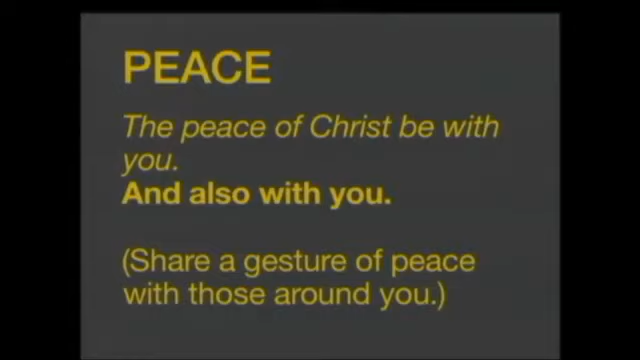 PEACE
The peace of Christ be with
you.
And also with you.
(Share a gesture of peace
with those around you.)